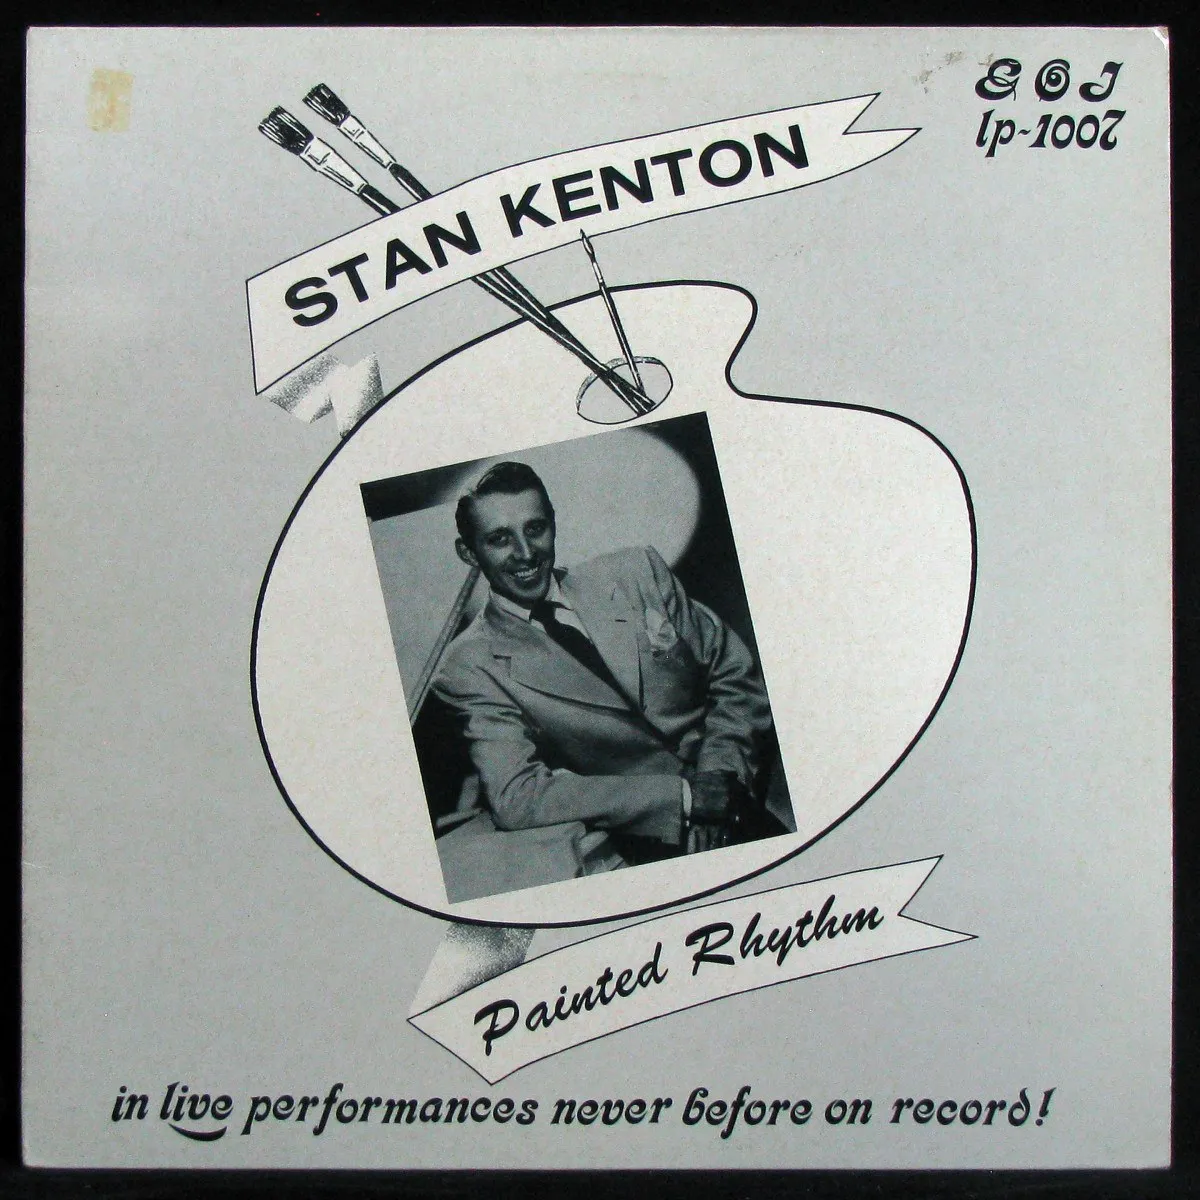 G O J
lp-1007
STAN KENTON
Painted Rhythm
in live performances never before on record!